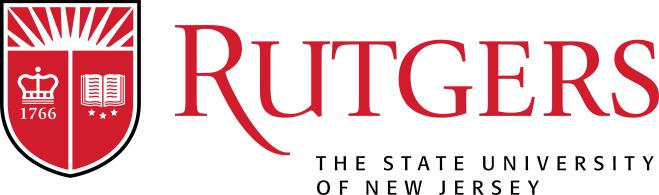 1766
RUTGERS
THE STATE UNIVERSITY
OF NEW JERSEY